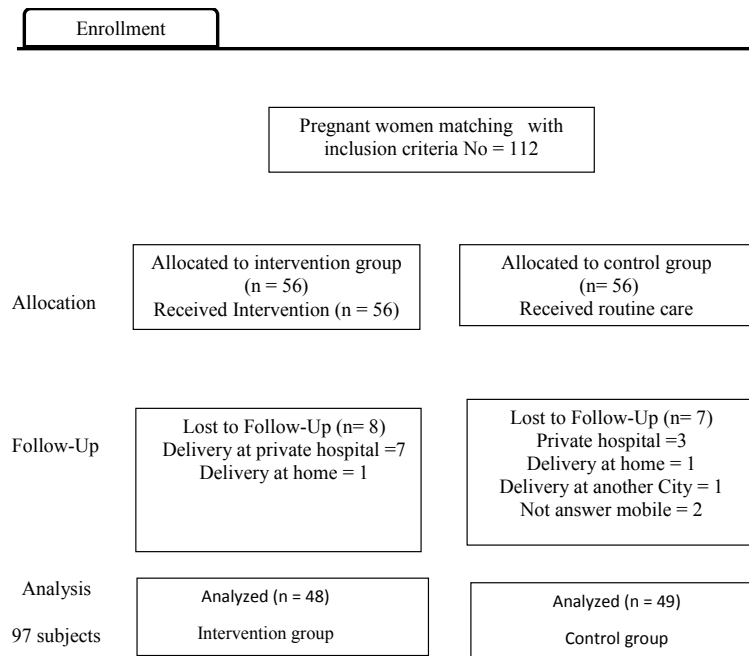 Enrollment
Pregnant women matching with
inclusion criteria No = 112
Allocation
Allocated to intervention group
(n = 56)
Received Intervention (n = 56)
Allocated to control group
(n= 56)
Received routine care
Follow-Up
Lost to Follow-Up (n= 8)
Delivery at private hospital =7
Delivery at home = 1
Lost to Follow-Up (n= 7)
Private hospital =3
Delivery at home = 1
Delivery at another City = 1
Not answer mobile = 2
Analysis
97 subjects
Analyzed (n = 48)
Intervention group
Analyzed (n = 49)
Control group